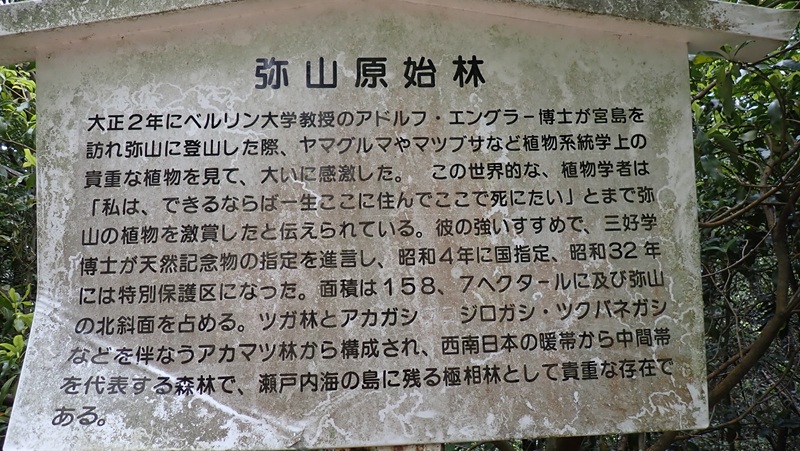 弥山原始林
大正２年にベルリン大学教授のアドルフ・エングラー博士が宮島を
訪れ弥山に登山した際、ヤマグルマやマツブサなど植物系統学上の
貴重な植物を見て、大いに感激した。　この世界的な、植物学者は
「私は、できるならば一生ここに住んでここで死にたい」とまで弥
山の植物を激賞したと伝えられている。彼の強いすすめで、三好学
博士が天然記念物の指定を進言し、昭和４年に国指定、昭和３２年
には特別保護区になった。面積は１５８、７ヘクタールに及び弥山
の北斜面を占める。ツガ林とアカガシ　　ジロガシ・ツクバネガシ
などを伴なうアカマツ林から構成され、西南日本の暖帯から中間帯
を代表する森林で、瀬戸内海の島に残る極相林として貴重な存在で
ある。